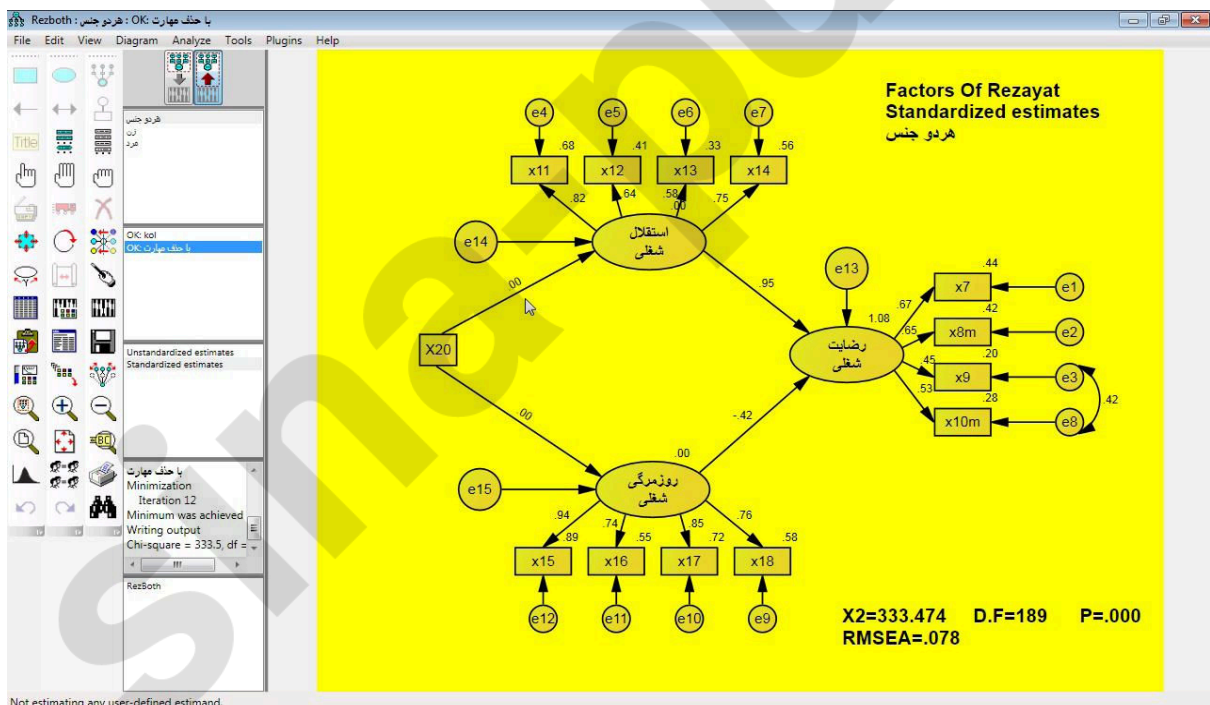 Rezboth : هردو جنس : OK: با حذف مهارت
File Edit View Diagram Analyze Tools Plugins Help
Title
هردو جنس
زن
مرد
OK: kol
OK: با حذف مهارت
Unstandardized estimates
Standardized estimates
با حذف مهارت
Minimization
Iteration 12
Minimum was achieved
Writing output
Chi-square = 333.5, df =
RezBoth
Not estimating any user-defined estimand.
Factors Of Rezayat
Standardized estimates
هردو جنس
e4 e5 e6 e7
.68 .41 .33 .56
x11 x12 x13 x14
.82 .64 .58 .75
.00
استقلال
شغلی
e14
.00
.95
e13
1.08
رضایت
شغلی
.44
x7 e1
.67
.42
x8m e2
.65
.20
x9 e3
.45
.28
x10m e8
.53
.42
X20
.00
-.42
.00
روزمرگی
شغلی
e15
.94 .74 .85 .76
.89 .55 .72 .58
x15 x16 x17 x18
e12 e11 e10 e9
X2=333.474 D.F=189 P=.000
RMSEA=.078
sina-pu